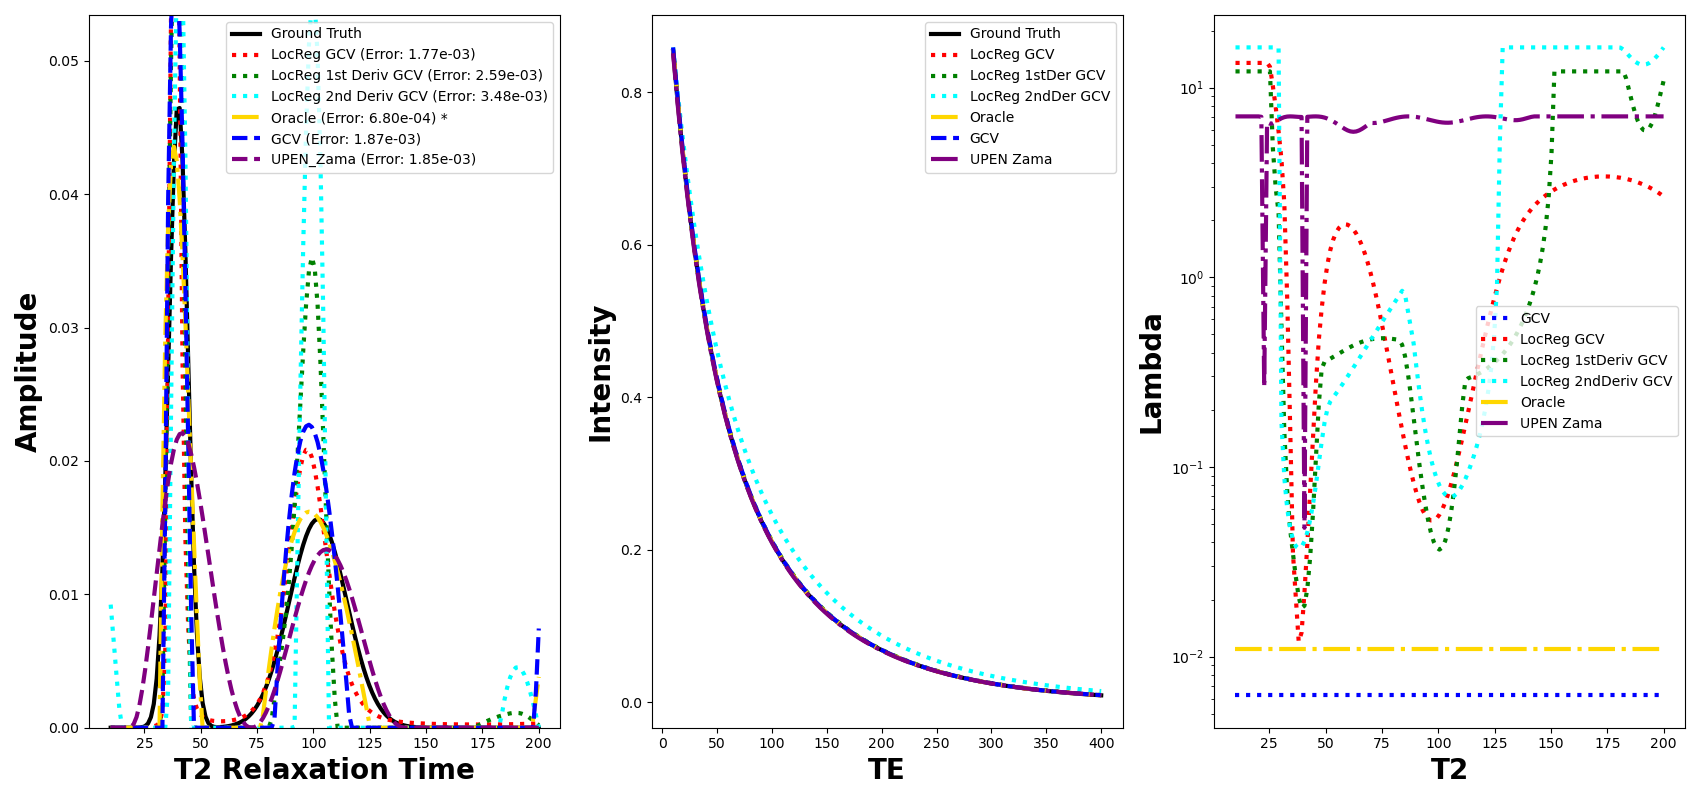 Amplitude
0.05
0.04
0.03
0.02
0.01
0.00
Ground Truth
LocReg GCV (Error: 1.77e-03)
LocReg 1st Deriv GCV (Error: 2.59e-03)
LocReg 2nd Deriv GCV (Error: 3.48e-03)
Oracle (Error: 6.80e-04) *
GCV (Error: 1.87e-03)
UPEN_Zama (Error: 1.85e-03)
25 50 75 100 125 150 175 200
T2 Relaxation Time
Intensity
0.8
0.6
0.4
0.2
0.0
Ground Truth
LocReg GCV
LocReg 1stDer GCV
LocReg 2ndDer GCV
Oracle
GCV
UPEN Zama
0 50 100 150 200 250 300 350 400
TE
Lambda
10¹
10⁰
10⁻¹
10⁻²
GCV
LocReg GCV
LocReg 1stDeriv GCV
LocReg 2ndDeriv GCV
Oracle
UPEN Zama
25 50 75 100 125 150 175 200
T2